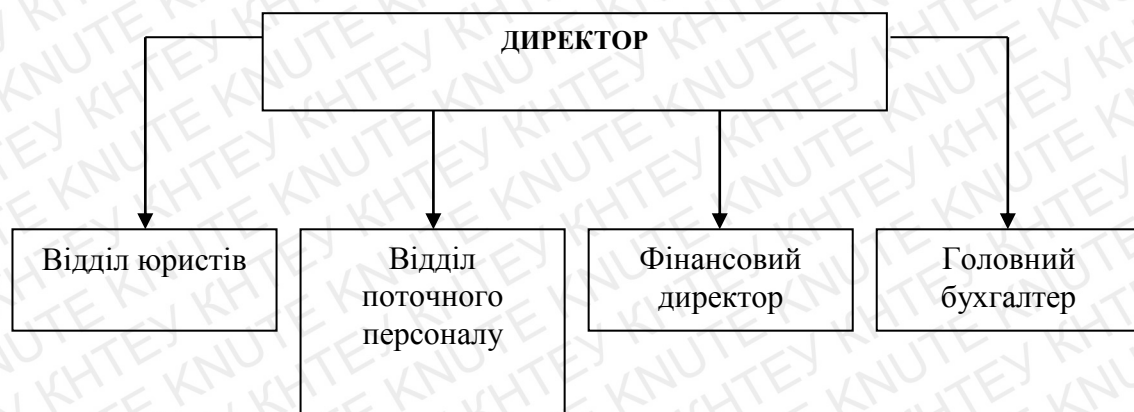 ДИРЕКТОР
Відділ юристів
Відділ
поточного
персоналу
Фінансовий
директор
Головний
бухгалтер